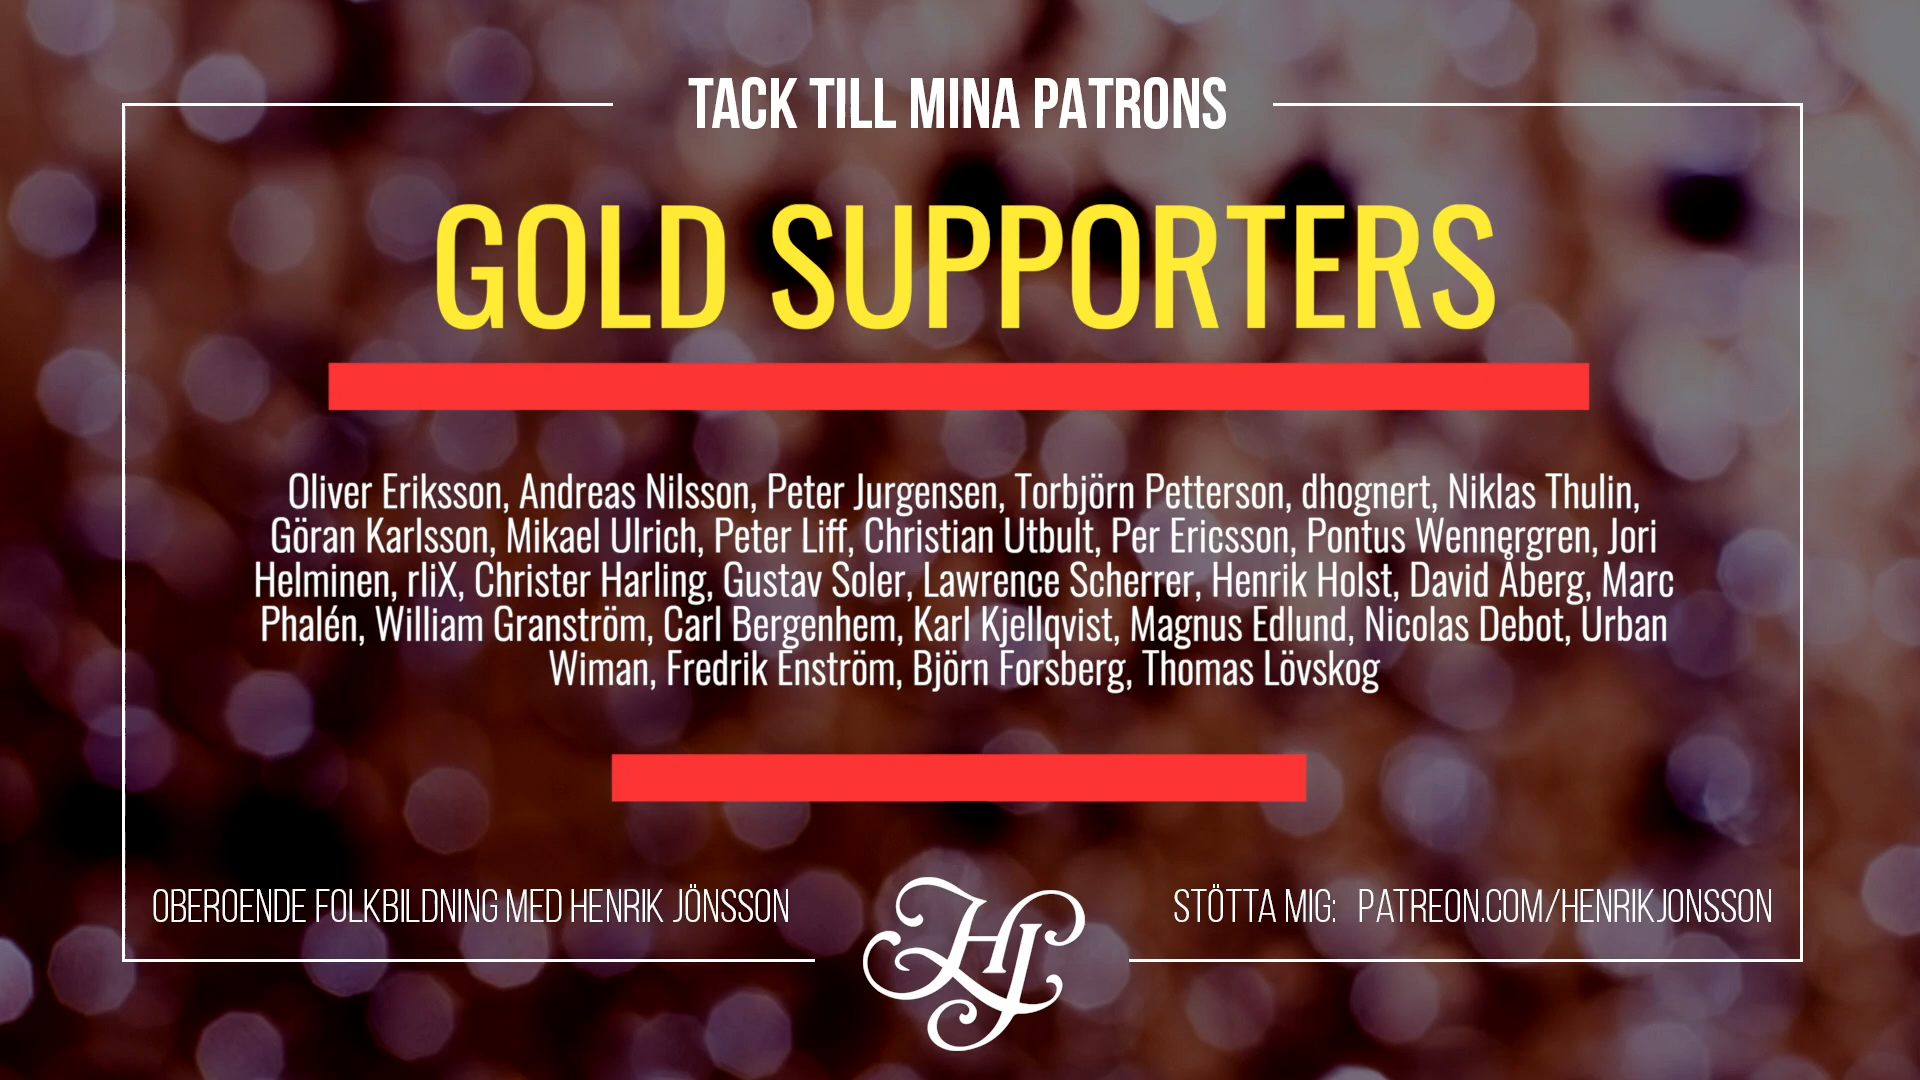 TACK TILL MINA PATRONS
GOLD SUPPORTERS
Oliver Eriksson, Andreas Nilsson, Peter Jurgensen, Torbjörn Petterson, dhognert, Niklas Thulin,
Göran Karlsson, Mikael Ulrich, Peter Liff, Christian Utbult, Per Ericsson, Pontus Wennergren, Jori
Helminen, rliX, Christer Harling, Gustav Soler, Lawrence Scherrer, Henrik Holst, David Åberg, Marc
Phalén, William Granström, Carl Bergenhem, Karl Kjellqvist, Magnus Edlund, Nicolas Debot, Urban
Wiman, Fredrik Enström, Björn Forsberg, Thomas Lövskog
OBEROENDE FOLKBILDNING MED HENRIK JÖNSSON
HJ
STÖTTA MIG: PATREON.COM/HENRIKJONSSON